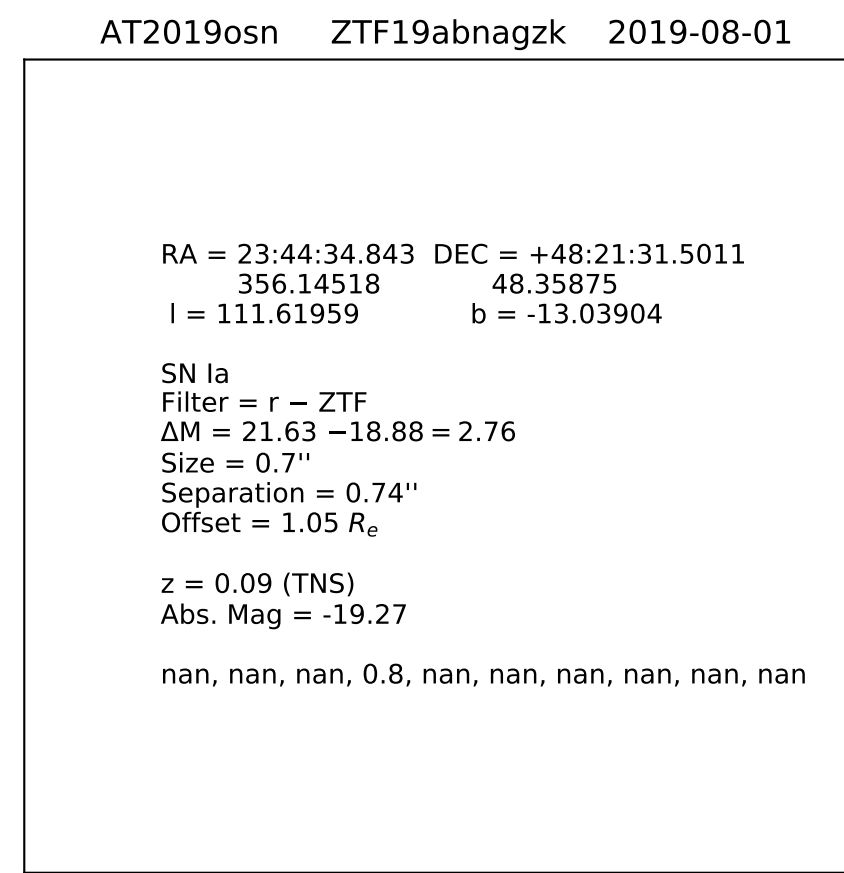 AT2019osn ZTF19abnagzk 2019-08-01
RA = 23:44:34.843 DEC = +48:21:31.5011
356.14518 48.35875
l = 111.61959 b = -13.03904
SN Ia
Filter = r − ZTF
ΔM = 21.63 −18.88 = 2.76
Size = 0.7''
Separation = 0.74''
Offset = 1.05 Rₑ
z = 0.09 (TNS)
Abs. Mag = -19.27
nan, nan, nan, 0.8, nan, nan, nan, nan, nan, nan